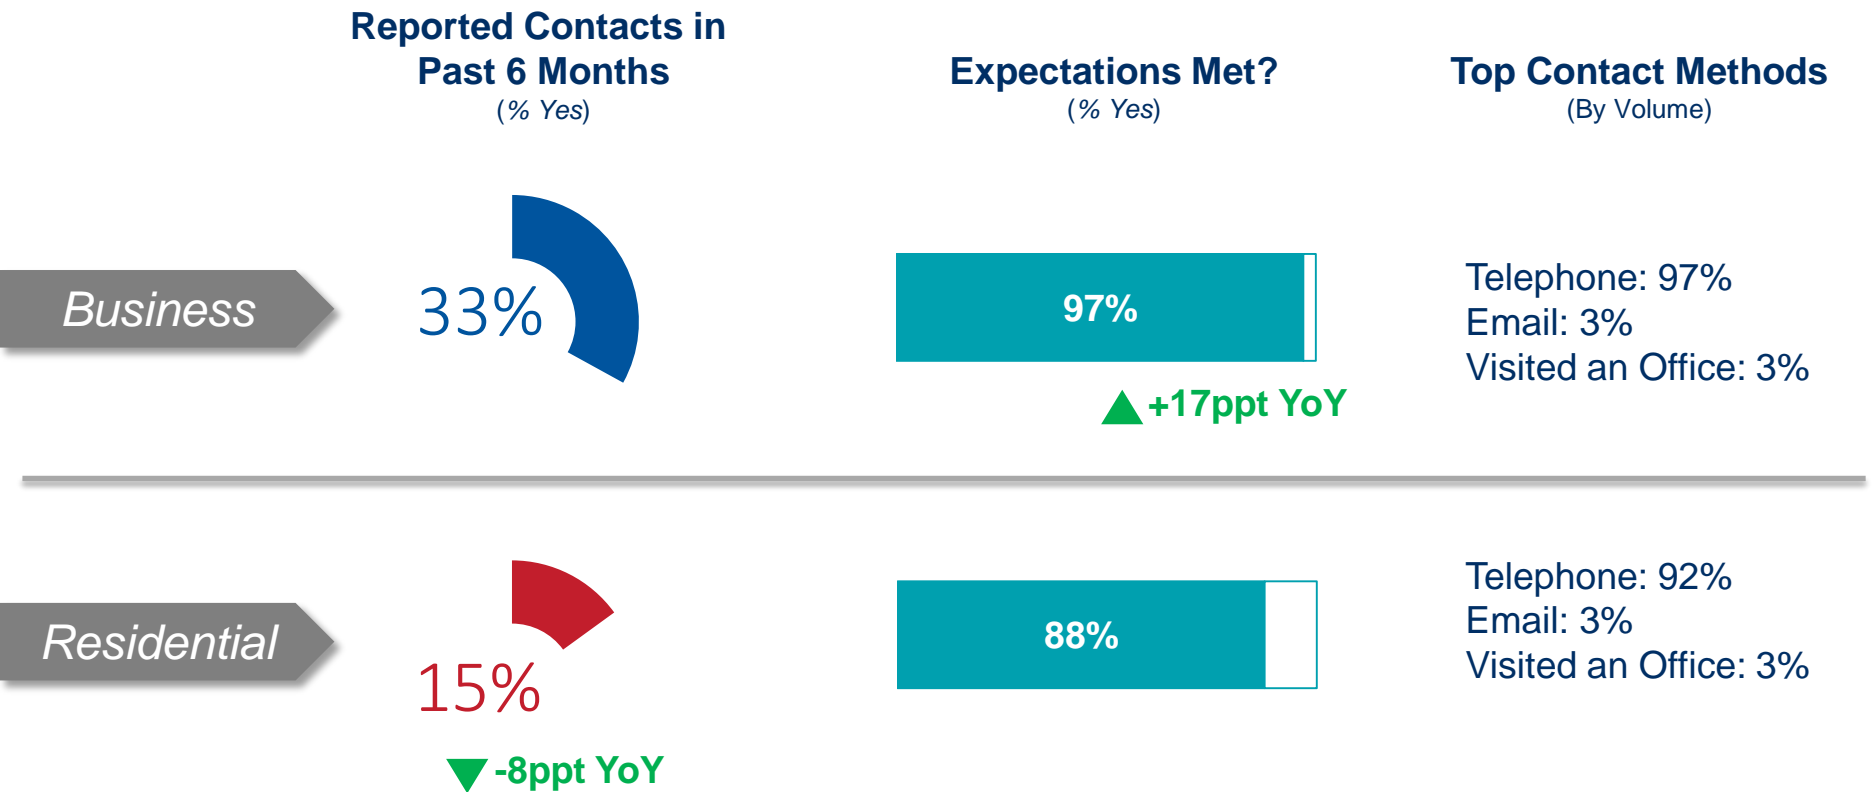 Reported Contacts in
Past 6 Months
(% Yes)
Expectations Met?
(% Yes)
Top Contact Methods
(By Volume)
Business
33%
97%
+17ppt YoY
Telephone: 97%
Email: 3%
Visited an Office: 3%
Residential
15%
-8ppt YoY
88%
Telephone: 92%
Email: 3%
Visited an Office: 3%